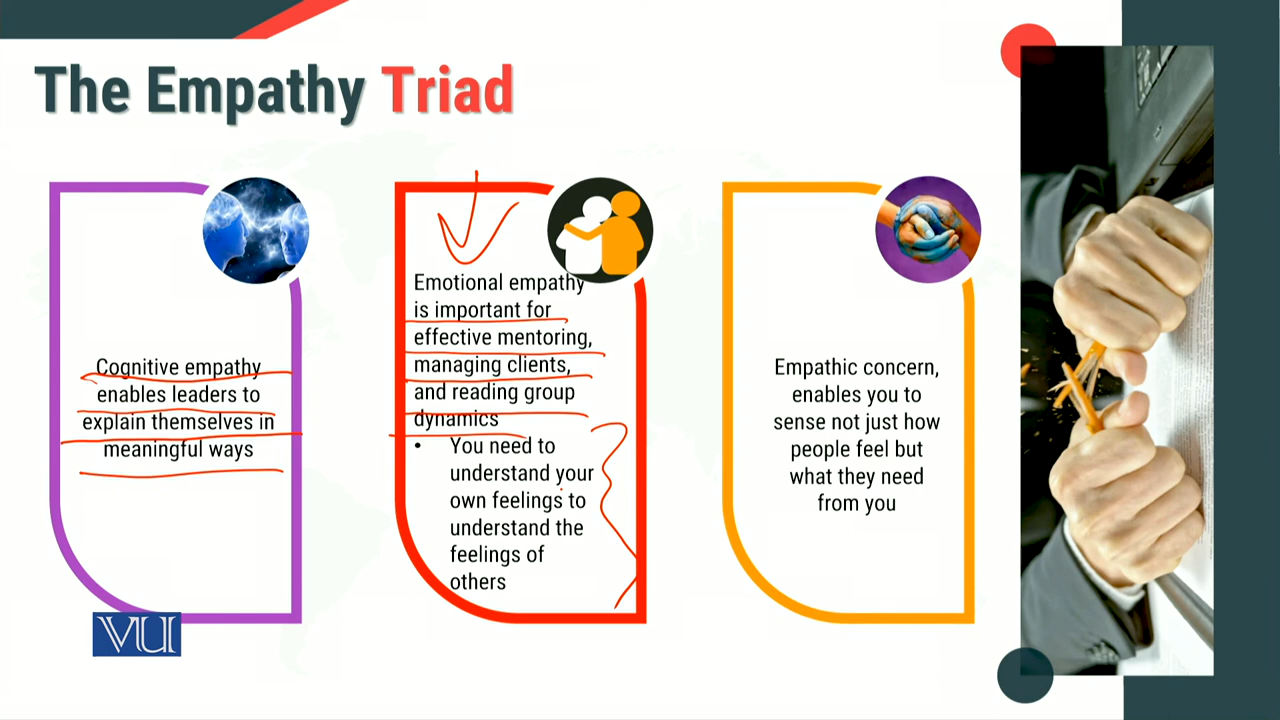 The Empathy Triad
Cognitive empathy
enables leaders to
explain themselves in
meaningful ways
Emotional empathy
is important for
effective mentoring,
managing clients,
and reading group
dynamics
• You need to
understand your
own feelings to
understand the
feelings of
others
Empathic concern,
enables you to
sense not just how
people feel but
what they need
from you
VU